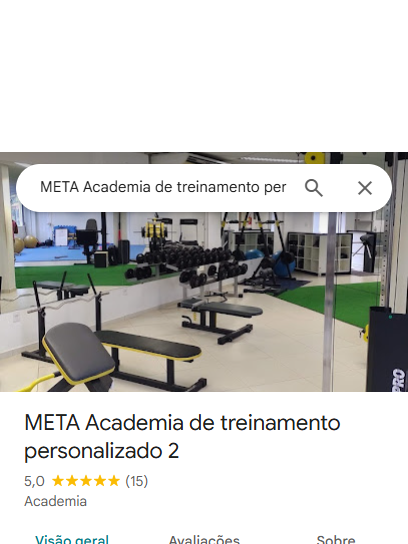 META Academia de treinamento per
PRO
META Academia de treinamento
personalizado 2
5,0 (15)
Academia
Visão geral Avaliações Sobre